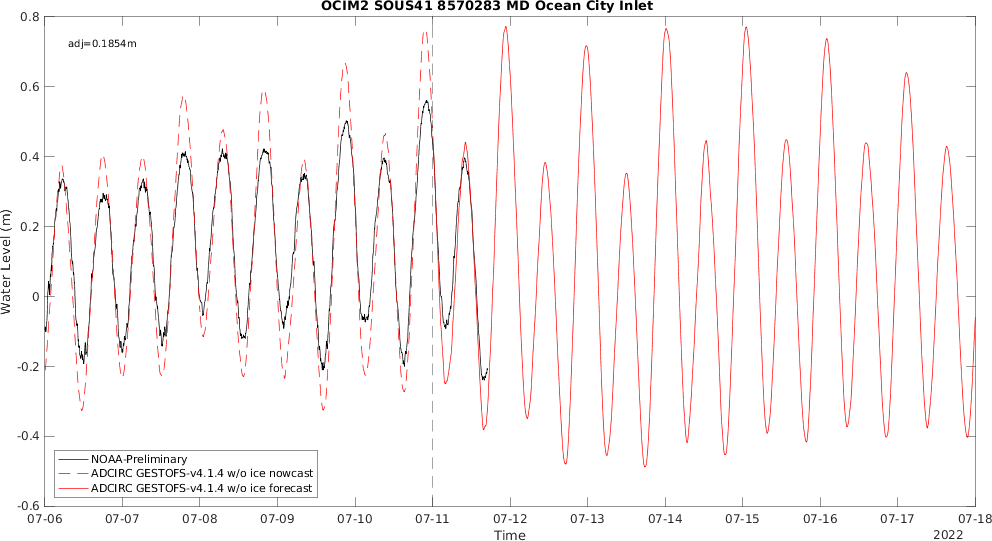 OCIM2 SOUS41 8570283 MD Ocean City Inlet
adj=0.1854m
0.8
0.6
0.4
0.2
0
-0.2
-0.4
-0.6
Water Level (m)
NOAA-Preliminary
ADCIRC GESTOFS-v4.1.4 w/o ice nowcast
ADCIRC GESTOFS-v4.1.4 w/o ice forecast
07-06 07-07 07-08 07-09 07-10 07-11 07-12 07-13 07-14 07-15 07-16 07-17 07-18
Time
2022